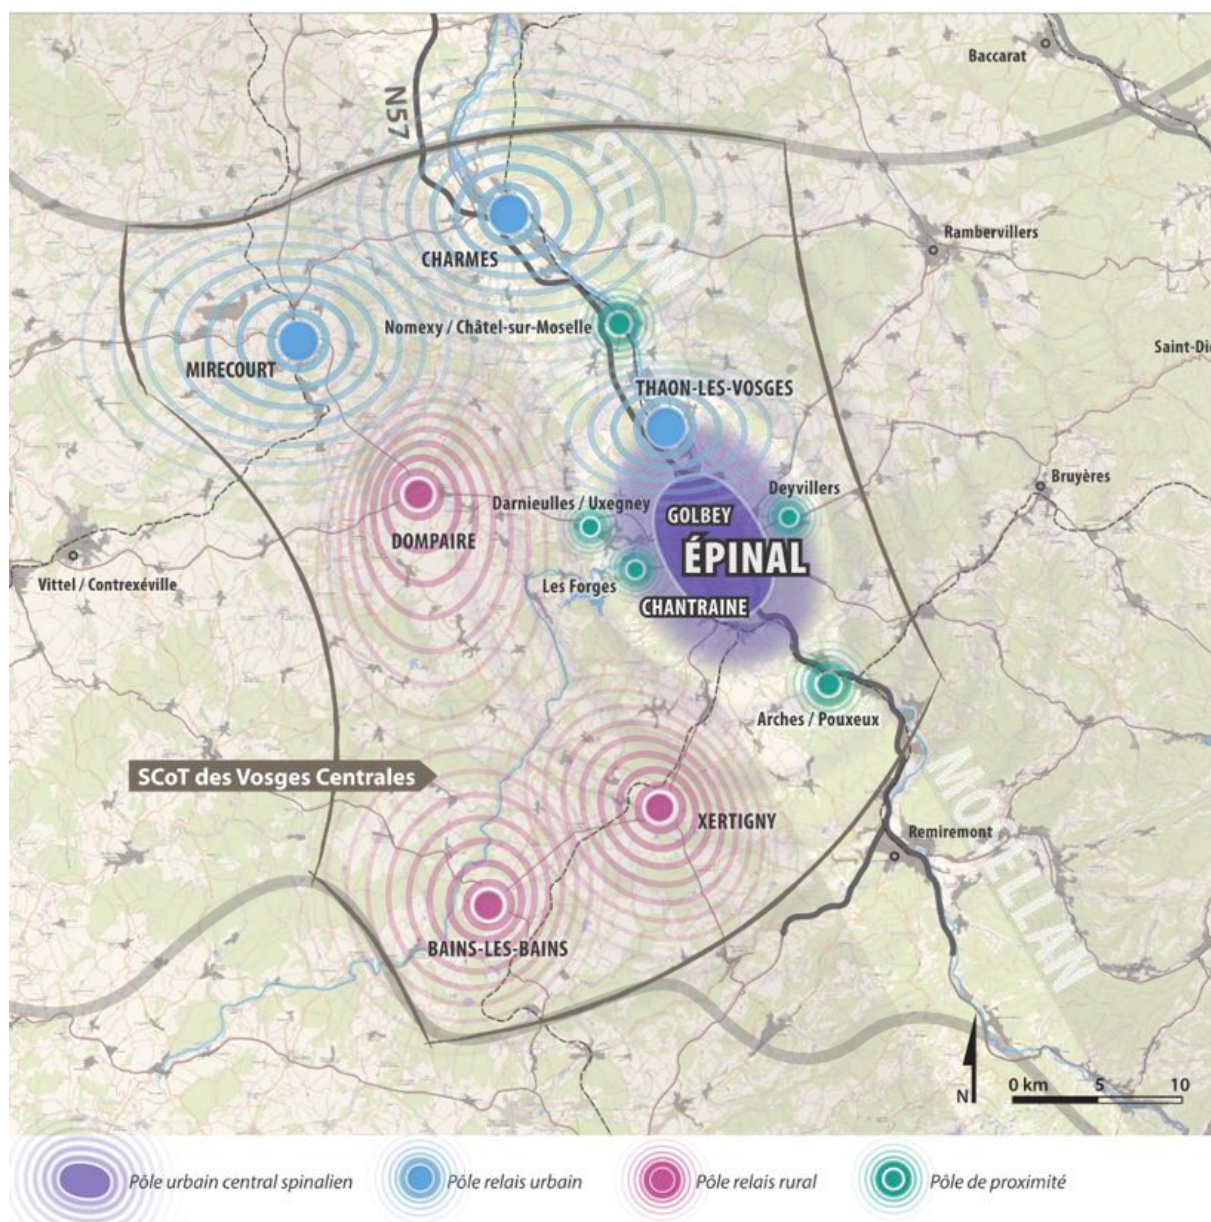 Baccarat
N57
SILLON
Rambervillers
CHARMES
Nomexy / Châtel-sur-Moselle
Saint-Di
MIRECOURT
THAON-LES-VOSGES
Bruyères
Deyvillers
Darnieulles / Uxegney
GOLBEY
DOMPAIRE
ÉPINAL
Vittel / Contrexéville
Les Forges
CHANTRAINE
Arches / Pouxeux
SCoT des Vosges Centrales
MOSELLAN
XERTIGNY
Remiremont
BAINS-LES-BAINS
0 km 5 10
N
Pôle urbain central spinalien
Pôle relais urbain
Pôle relais rural
Pôle de proximité